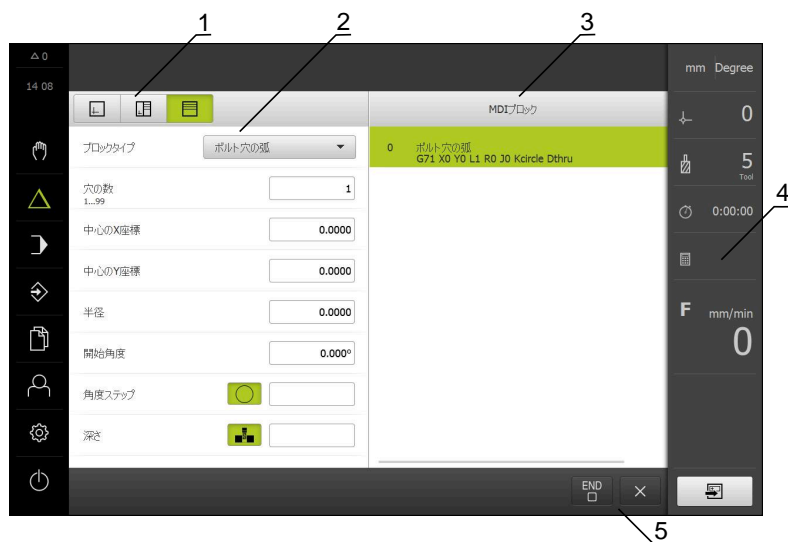 1
2
3
△ 0
14 08
mm Degree
MDIブロック
0
ブロックタイプ
ボルト穴の弧
0 ボルト穴の弧
G71 X0 Y0 L1 R0 J0 Kcircle Dthru
5
Tool
穴の数
1...99
1
4
0:00:00
中心のX座標
0.0000
中心のY座標
0.0000
半径
0.0000
F mm/min
0
開始角度
0.000°
角度ステップ
深さ
END
5